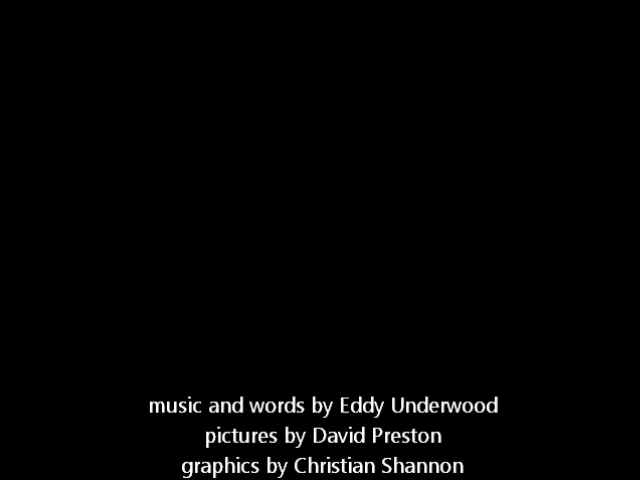 music and words by Eddy Underwood
pictures by David Preston
graphics by Christian Shannon